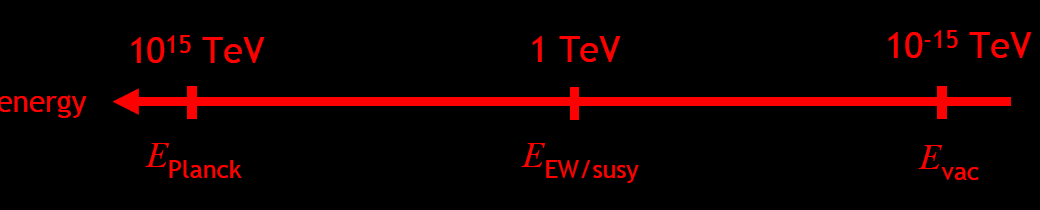 10¹⁵ TeV 1 TeV 10⁻¹⁵ TeV
energy
E_Planck E_EW/susy E_vac